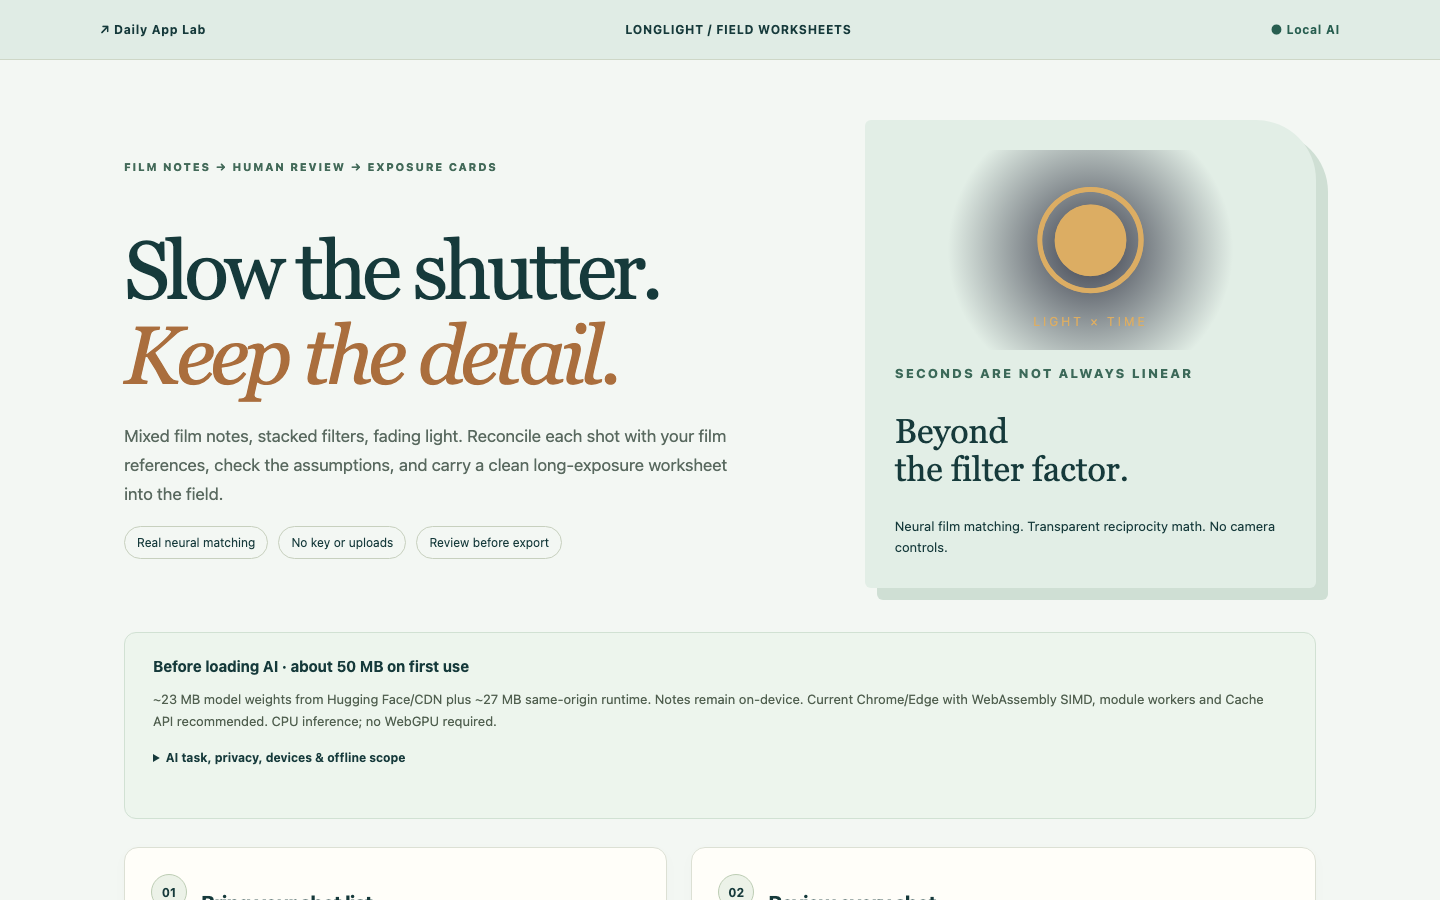 ↗ Daily App Lab
LONGLIGHT / FIELD WORKSHEETS
Local AI
FILM NOTES → HUMAN REVIEW → EXPOSURE CARDS
Slow the shutter.
Keep the detail.
Mixed film notes, stacked filters, fading light. Reconcile each shot with your film
references, check the assumptions, and carry a clean long-exposure worksheet
into the field.
Real neural matching
No key or uploads
Review before export
LIGHT × TIME
SECONDS ARE NOT ALWAYS LINEAR
Beyond
the filter factor.
Neural film matching. Transparent reciprocity math. No camera
controls.
Before loading AI · about 50 MB on first use
~23 MB model weights from Hugging Face/CDN plus ~27 MB same-origin runtime. Notes remain on-device. Current Chrome/Edge with WebAssembly SIMD, module workers and Cache
API recommended. CPU inference; no WebGPU required.
AI task, privacy, devices & offline scope
01
02
Review every shot